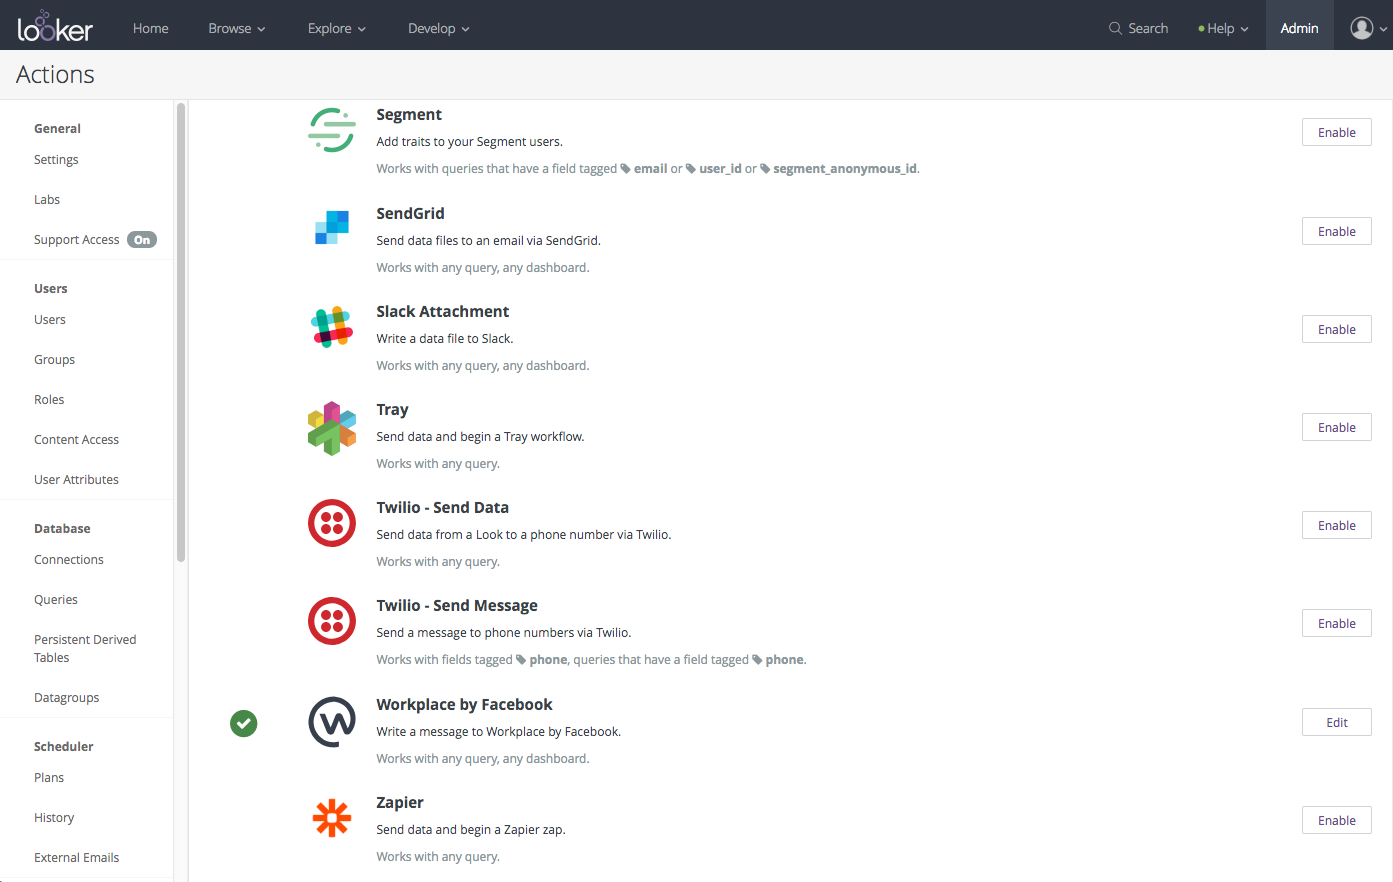 looker
Home Browse Explore Develop Search Help Admin
Actions
General
Settings
Labs
Support Access On
Users
Users
Groups
Roles
Content Access
User Attributes
Database
Connections
Queries
Persistent Derived
Tables
Datagroups
Scheduler
Plans
History
External Emails
Segment
Add traits to your Segment users.
Works with queries that have a field tagged email or user_id or segment_anonymous_id.
Enable
SendGrid
Send data files to an email via SendGrid.
Works with any query, any dashboard.
Enable
Slack Attachment
Write a data file to Slack.
Works with any query, any dashboard.
Enable
Tray
Send data and begin a Tray workflow.
Works with any query.
Enable
Twilio - Send Data
Send data from a Look to a phone number via Twilio.
Works with any query.
Enable
Twilio - Send Message
Send a message to phone numbers via Twilio.
Works with fields tagged phone, queries that have a field tagged phone.
Enable
Workplace by Facebook
Write a message to Workplace by Facebook.
Works with any query, any dashboard.
Edit
Zapier
Send data and begin a Zapier zap.
Works with any query.
Enable